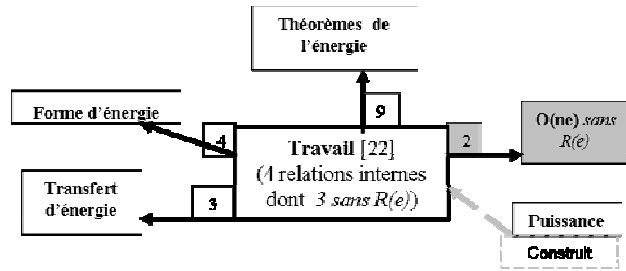 Théorèmes de
l'énergie
Forme d'énergie
9
4
2
O(ne) sans
R(e)
Travail [22]
(4 relations internes
dont 3 sans R(e))
Transfert
d'énergie
3
Puissance
Construit